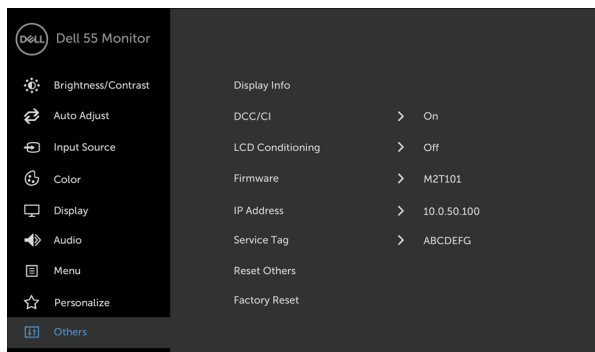 DELL
Dell 55 Monitor
Brightness/Contrast
Auto Adjust
Input Source
Color
Display
Audio
Menu
Personalize
Others
Display Info
DCC/CI > On
LCD Conditioning > Off
Firmware > M2T101
IP Address > 10.0.50.100
Service Tag > ABCDEFG
Reset Others
Factory Reset